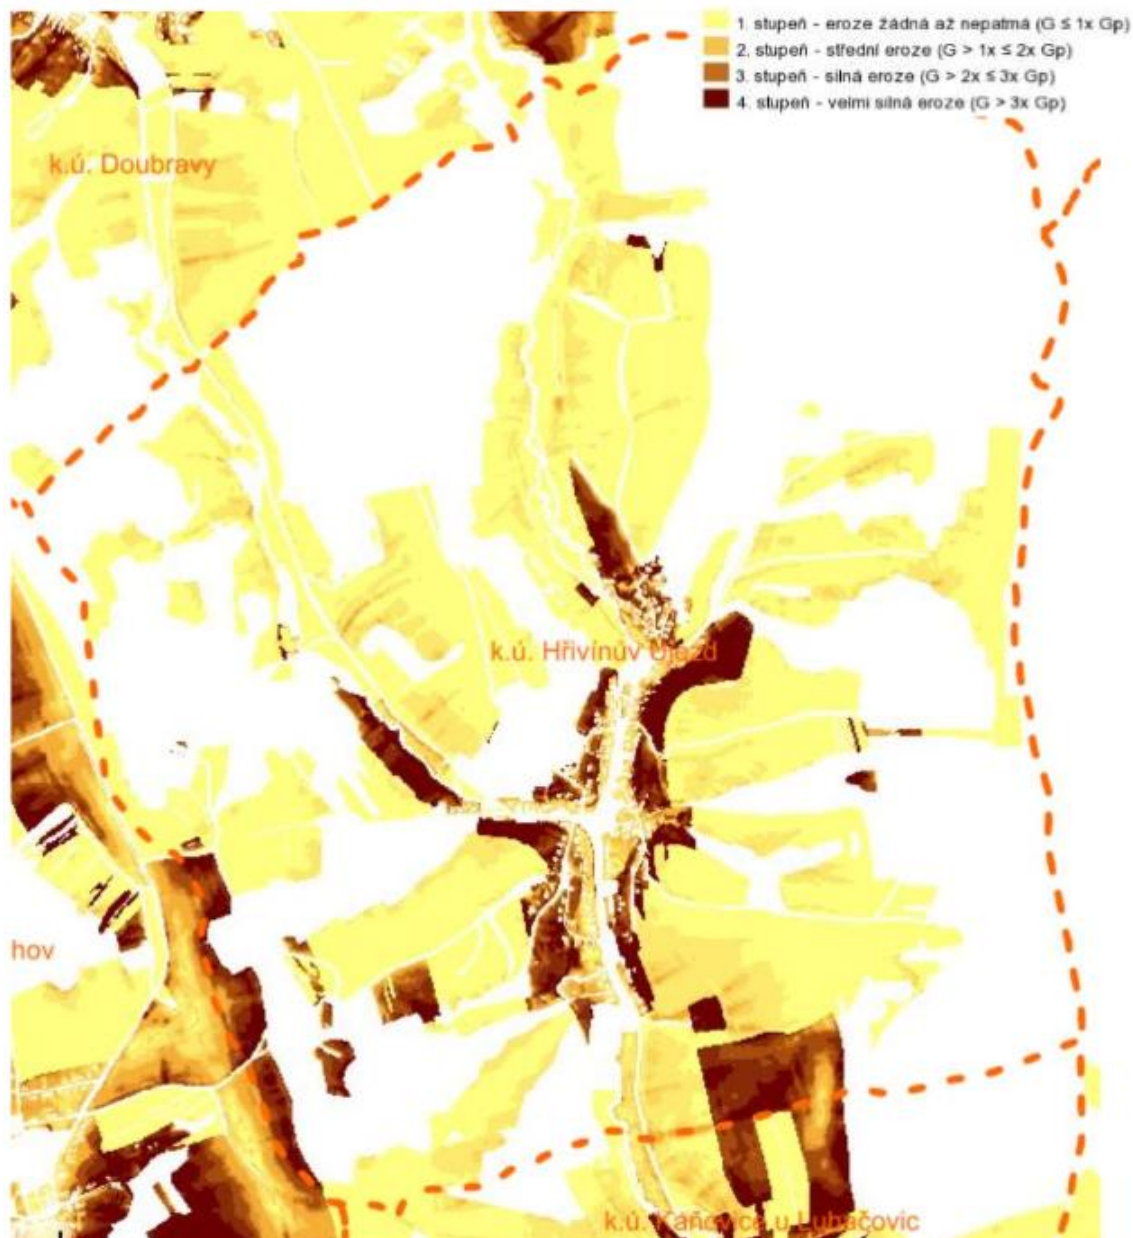 1. stupeň - eroze žádná až nepatrná (G ≤ 1x Gp)
2. stupeň - střední eroze (G > 1x ≤ 2x Gp)
3. stupeň - silná eroze (G > 2x ≤ 3x Gp)
4. stupeň - velmi silná eroze (G > 3x Gp)
k.ú. Doubravy
k.ú. Hřivínův Újezd
hov
k.ú. Kaňovice u Luhačovic